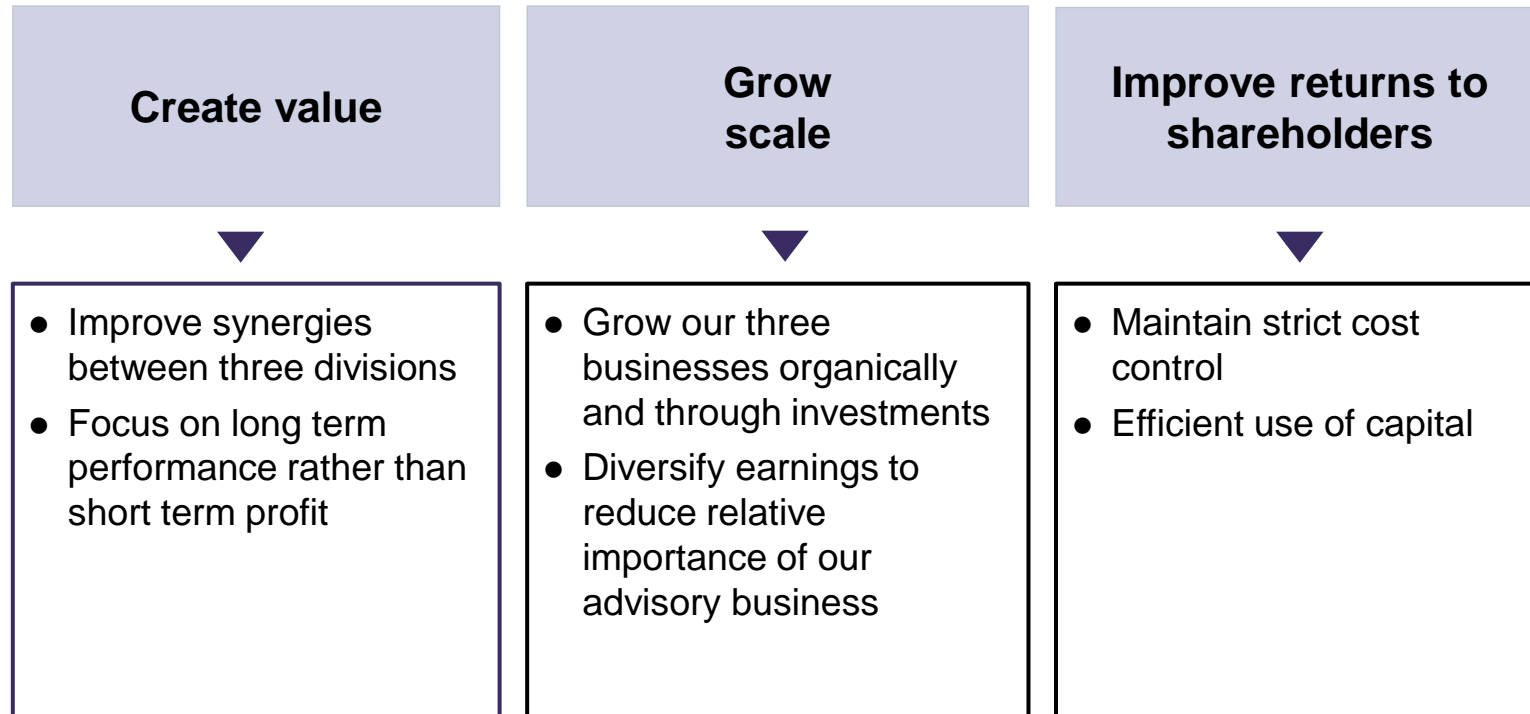 Create value
● Improve synergies
between three divisions
● Focus on long term
performance rather than
short term profit
Grow
scale
● Grow our three
businesses organically
and through investments
● Diversify earnings to
reduce relative
importance of our
advisory business
Improve returns to
shareholders
● Maintain strict cost
control
● Efficient use of capital